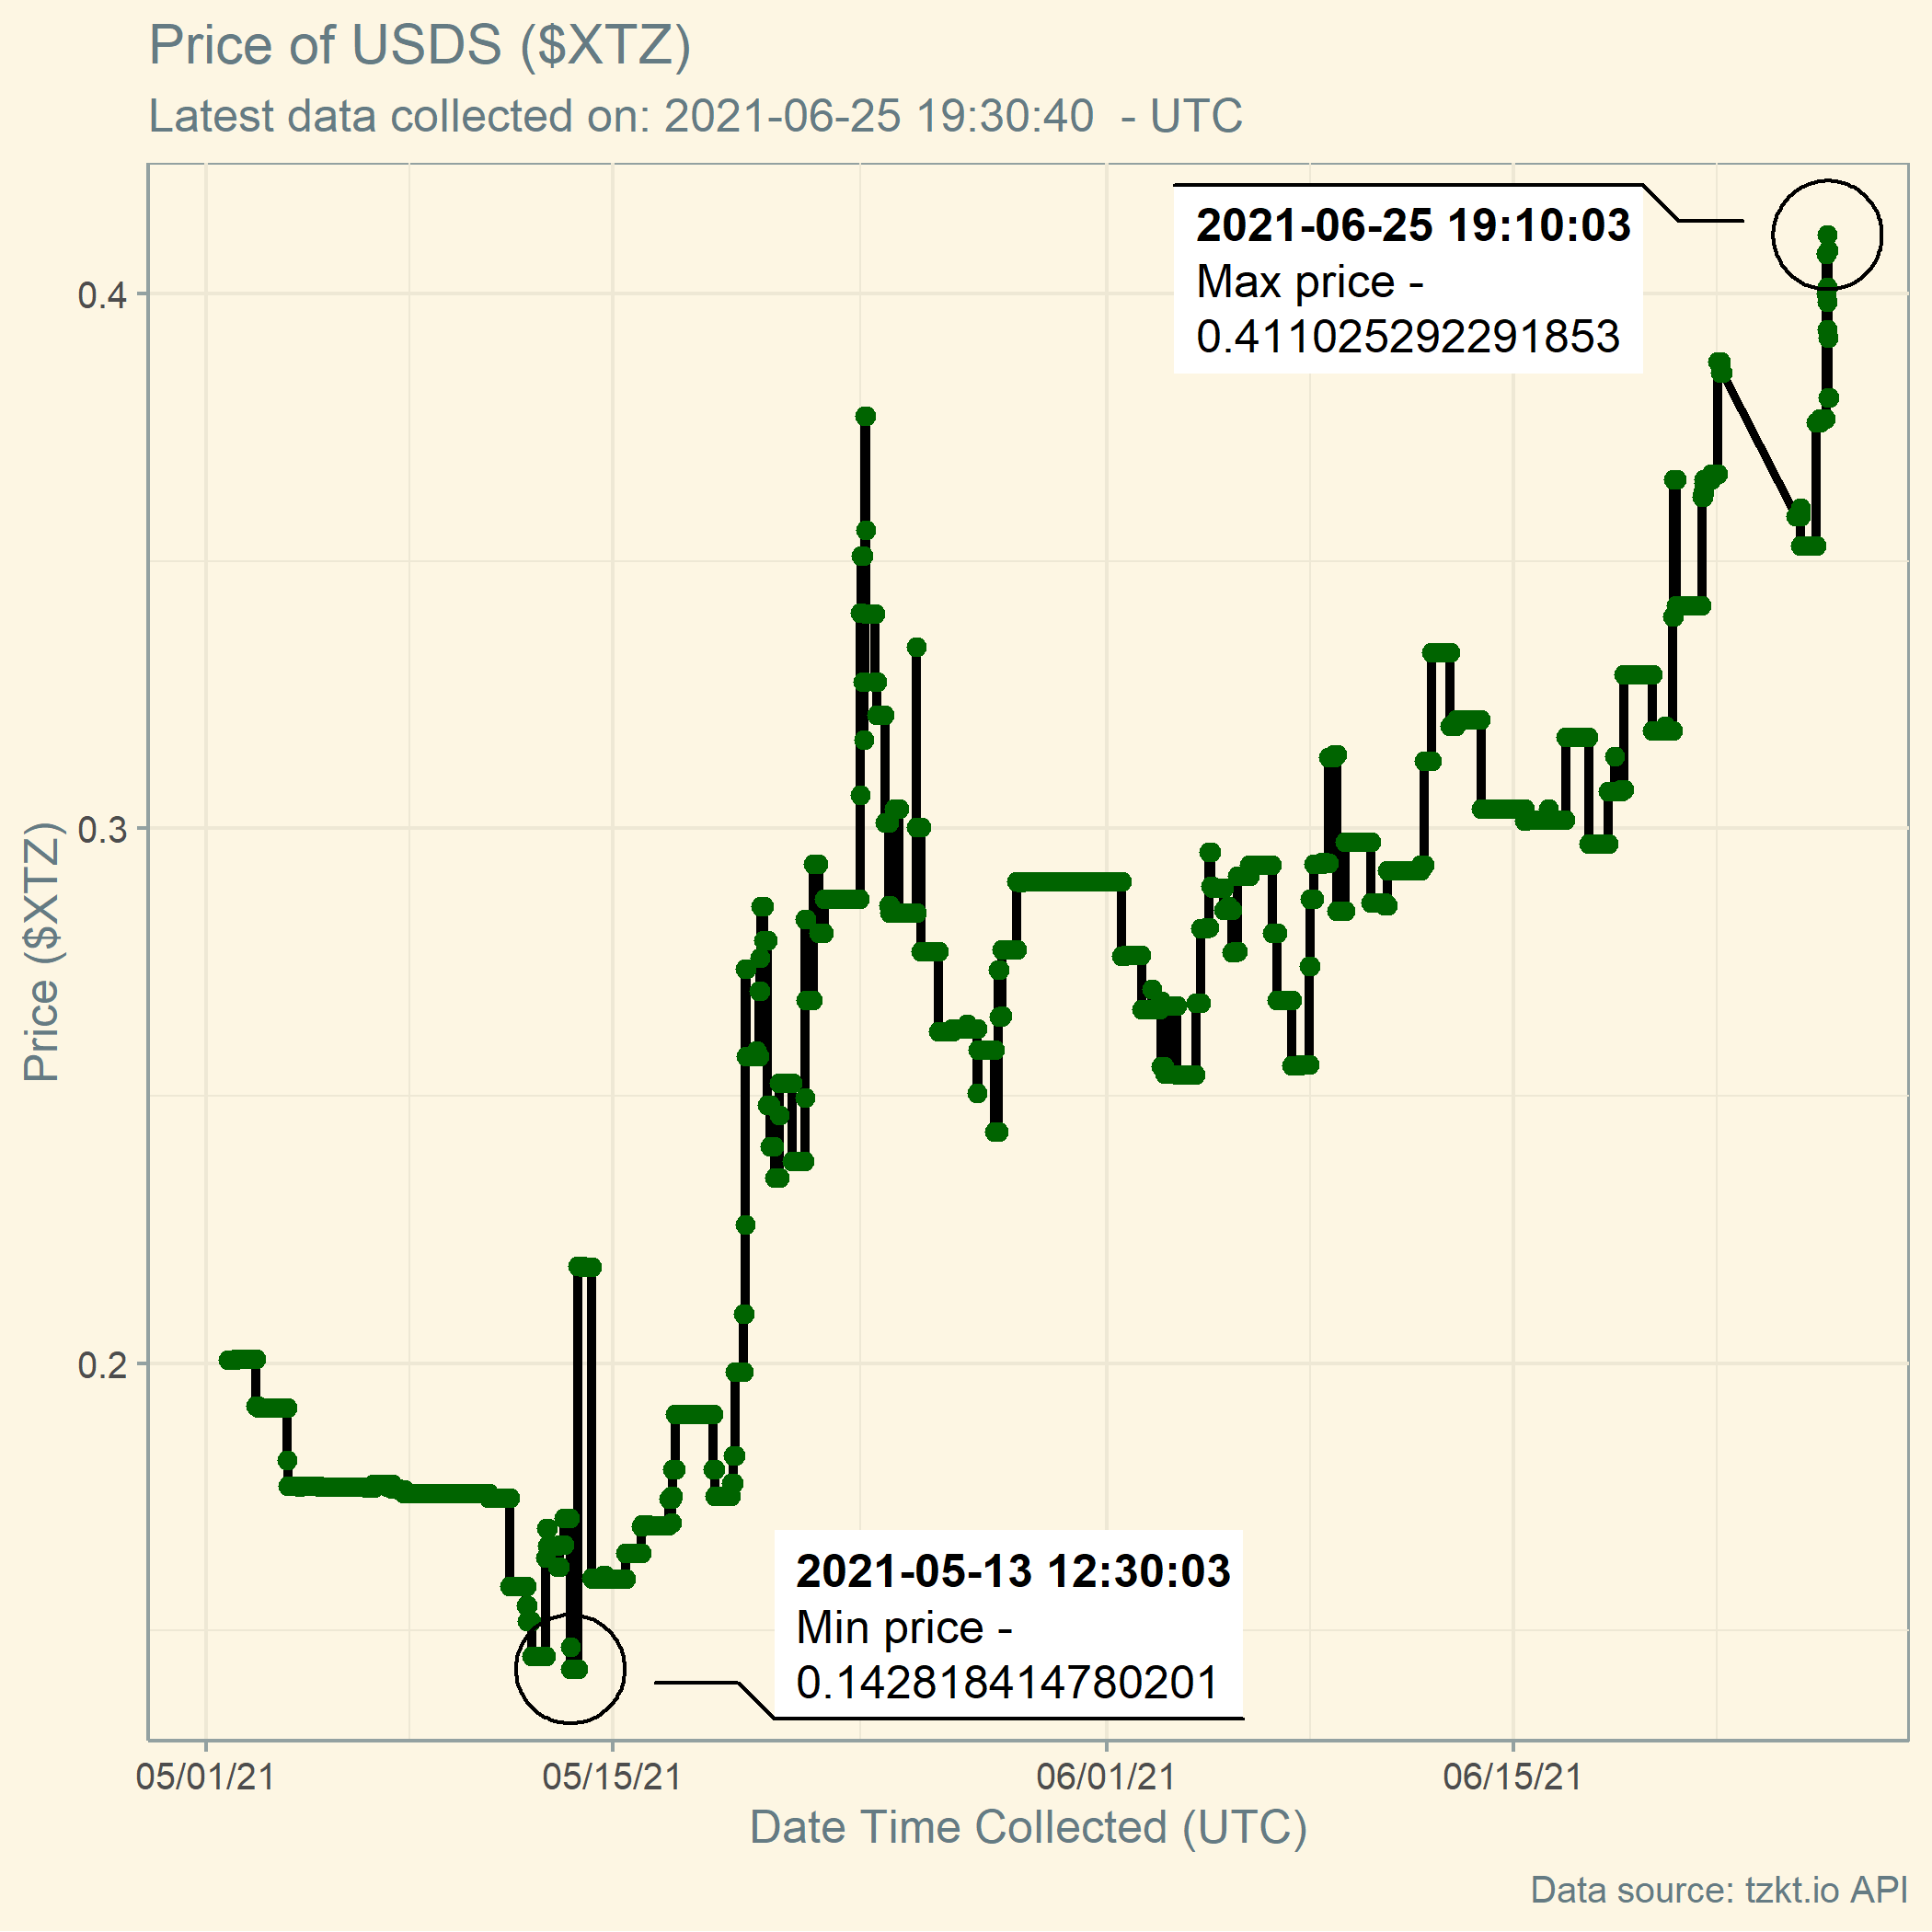 Price of USDS ($XTZ)
Latest data collected on: 2021-06-25 19:30:40  - UTC
2021-06-25 19:10:03
Max price -
0.411025292291853
0.4
0.3
0.2
Price ($XTZ)
2021-05-13 12:30:03
Min price -
0.142818414780201
05/01/21
05/15/21
06/01/21
06/15/21
Date Time Collected (UTC)
Data source: tzkt.io API